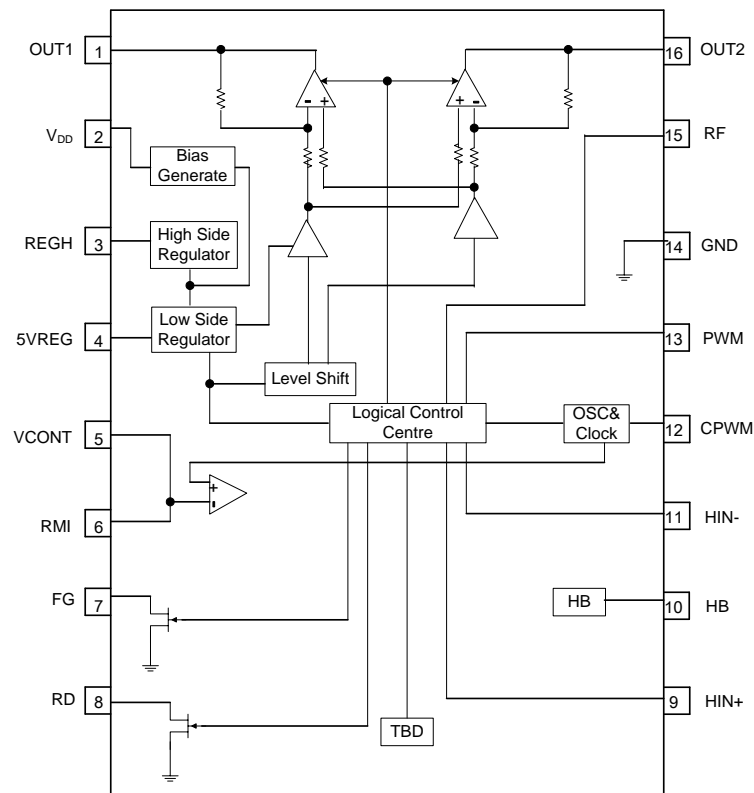 OUT1
1
16
OUT2
V_DD
2
15
RF
Bias
Generate
REGH
3
High Side
Regulator
14
GND
5VREG
4
Low Side
Regulator
13
PWM
Level Shift
VCONT
5
Logical Control
Centre
OSC&
Clock
12
CPWM
+
-
RMI
6
11
HIN-
FG
7
HB
10
HB
RD
8
9
HIN+
TBD
-
+
+
-